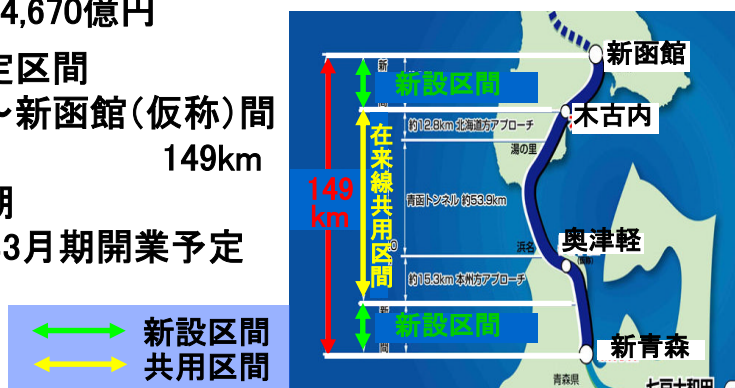 4,670億円
定区間
～新函館（仮称）間
149km
期
3月期開業予定
新設区間
共用区間
新函館
新設区間
木古内
約12.8km 北海道方アプローチ
湯の里
在来線共用区間
149
km
青函トンネル 約53.9km
奥津軽
浜名
約15.3km 本州方アプローチ
新設区間
新青森
青森県
七戸十和田